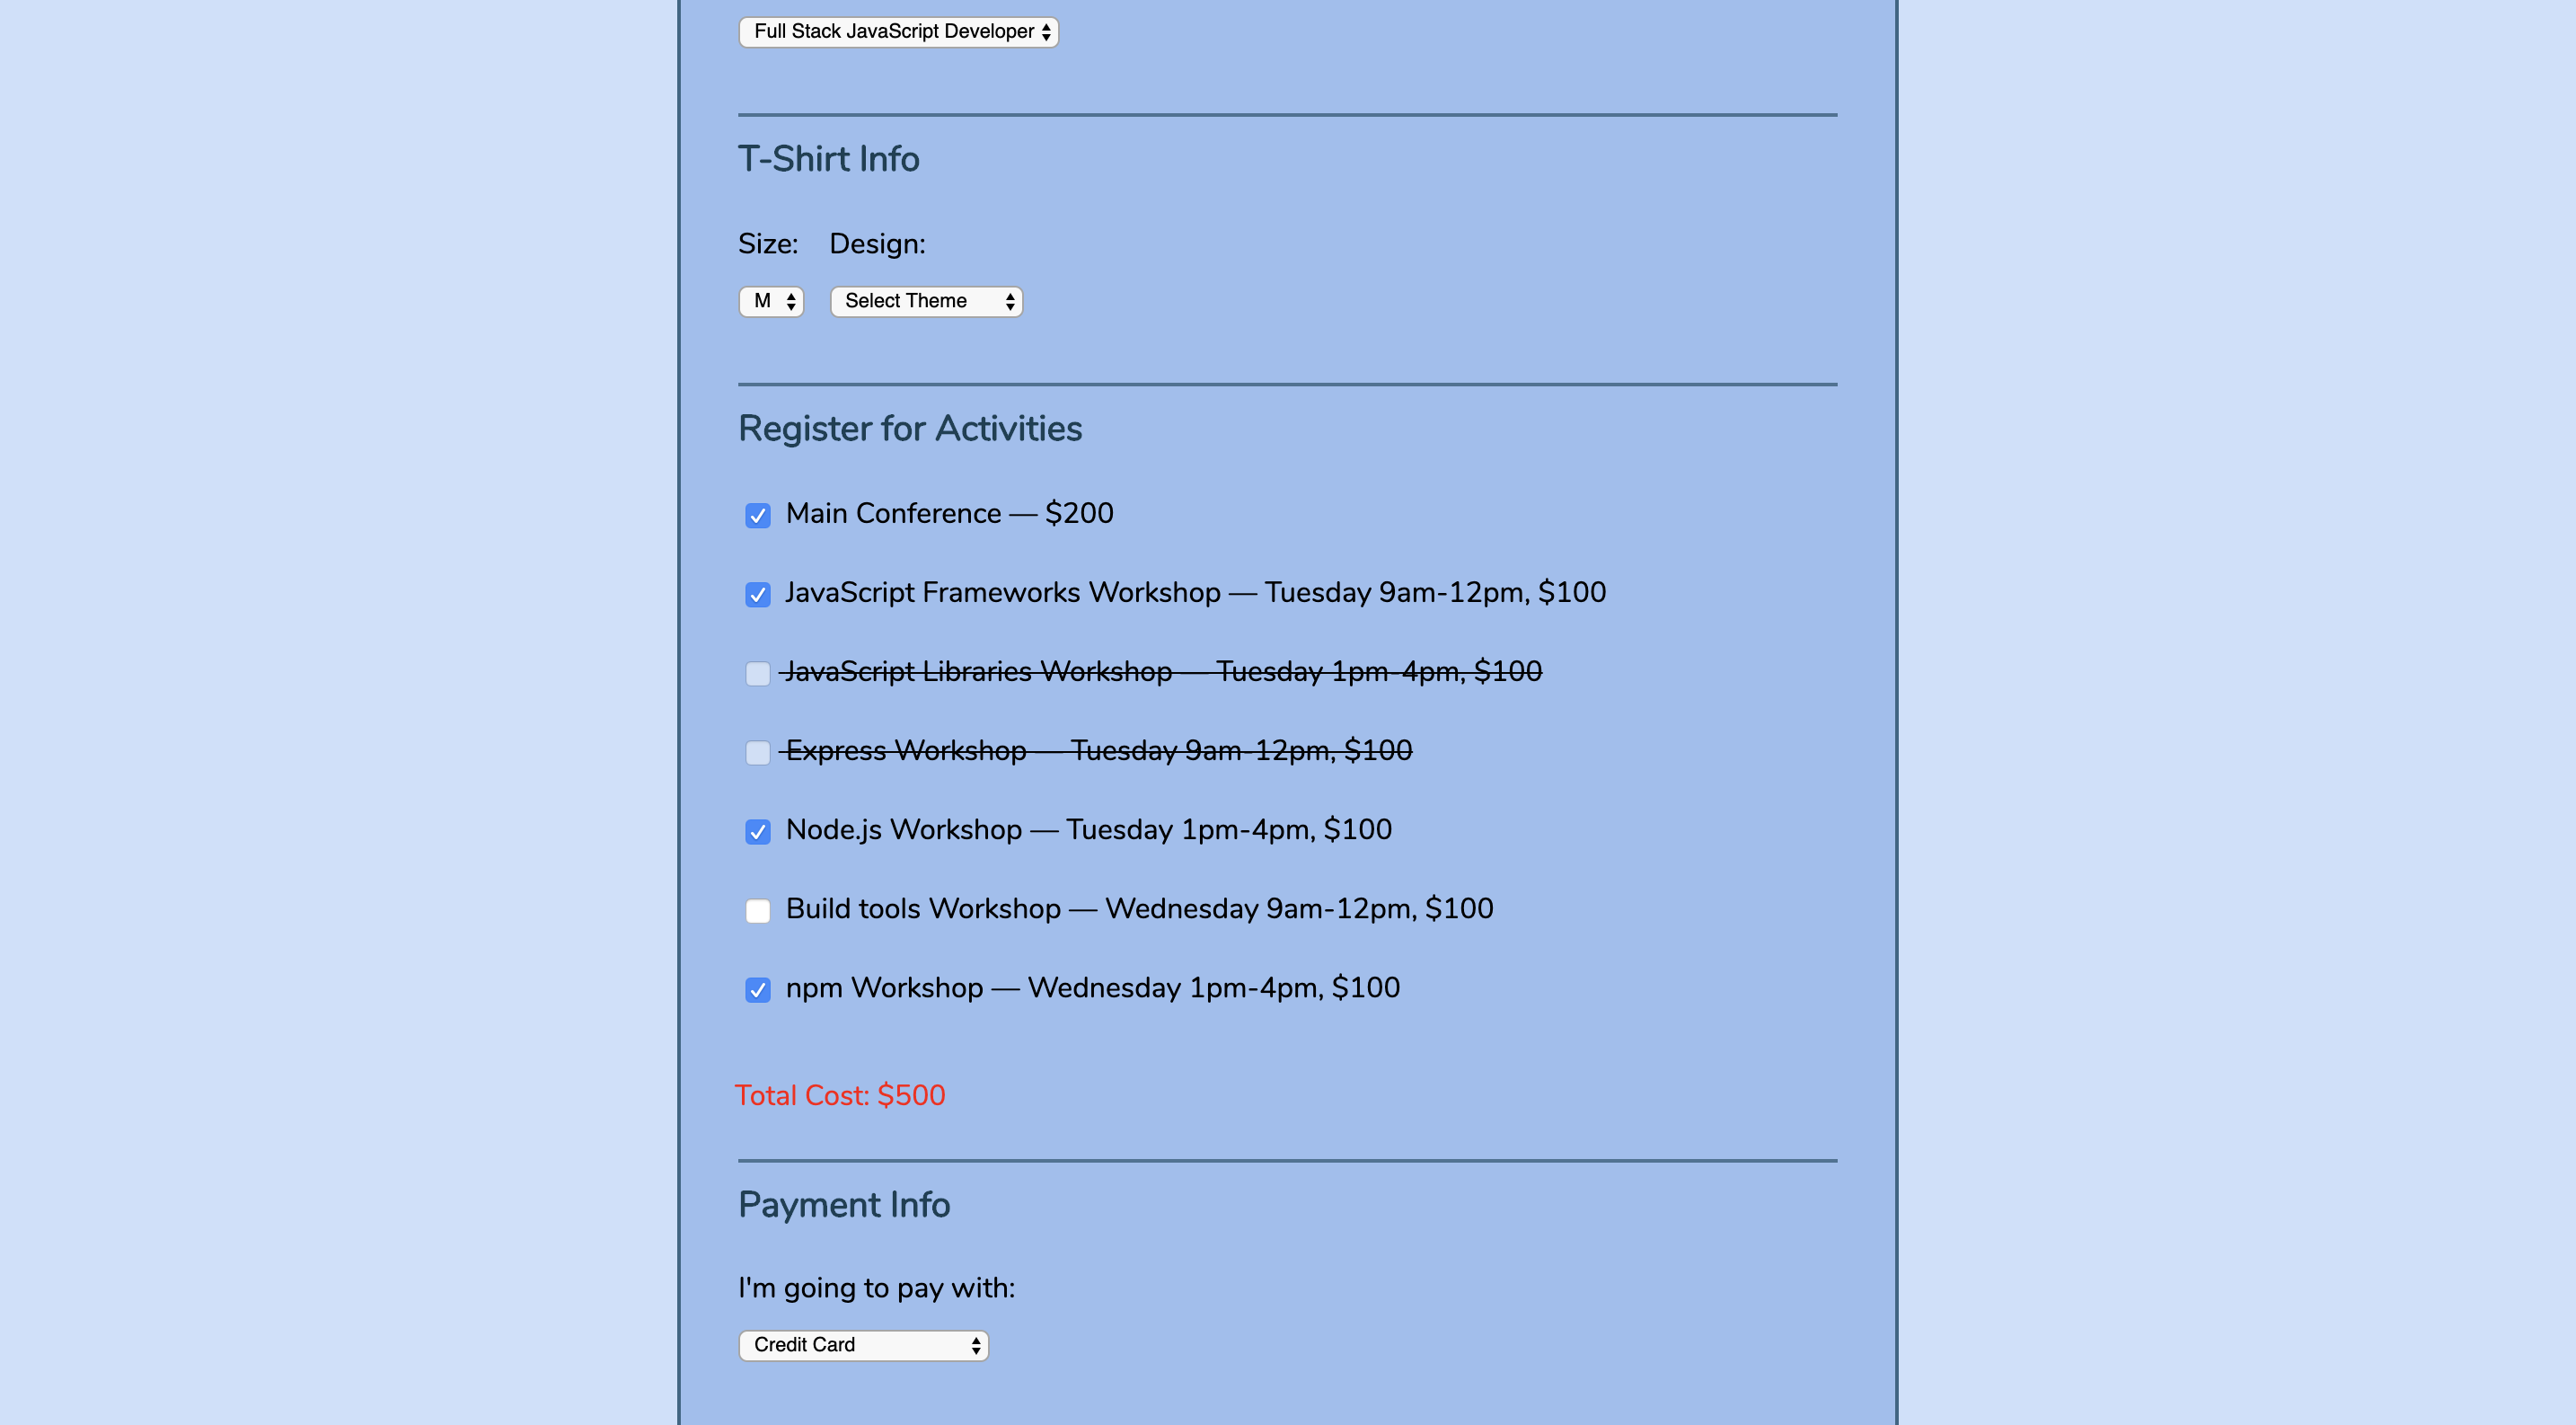 Full Stack JavaScript Developer
T-Shirt Info
Size: Design:
M Select Theme
Register for Activities
Main Conference — $200
JavaScript Frameworks Workshop — Tuesday 9am-12pm, $100
JavaScript Libraries Workshop — Tuesday 1pm-4pm, $100
Express Workshop — Tuesday 9am-12pm, $100
Node.js Workshop — Tuesday 1pm-4pm, $100
Build tools Workshop — Wednesday 9am-12pm, $100
npm Workshop — Wednesday 1pm-4pm, $100
Total Cost: $500
Payment Info
I'm going to pay with:
Credit Card